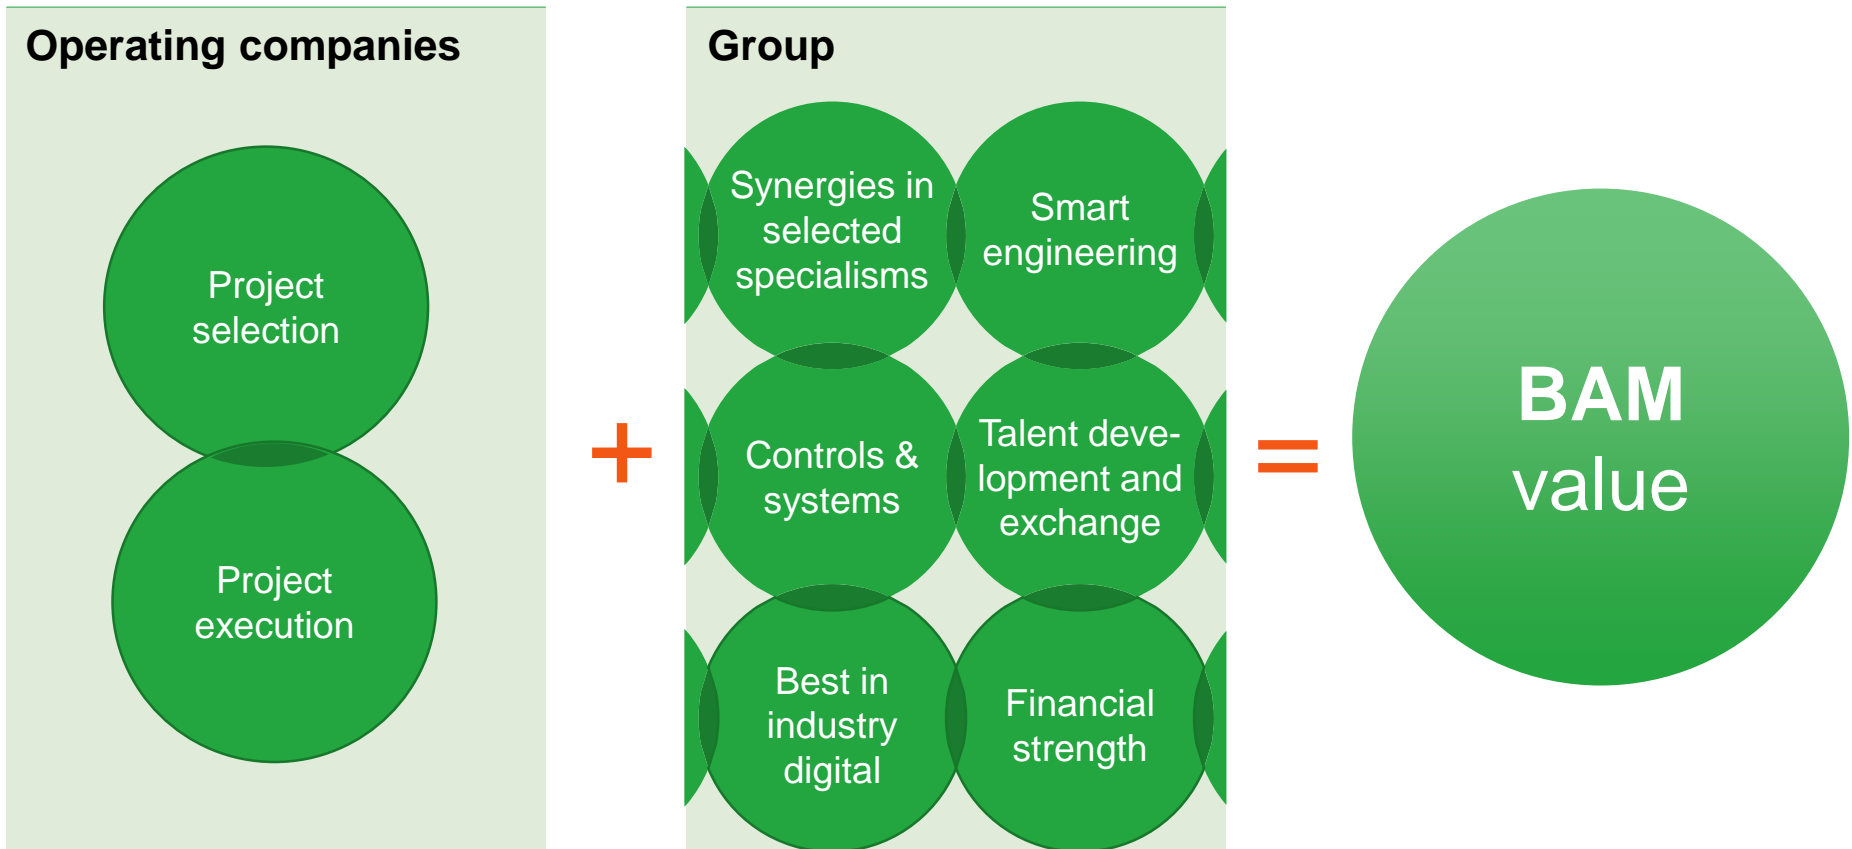 Operating companies
Project
selection
Project
execution
+
Group
Synergies in
selected
specialisms
Smart
engineering
Controls &
systems
Talent deve-
lopment and
exchange
Best in
industry
digital
Financial
strength
=
BAM
value